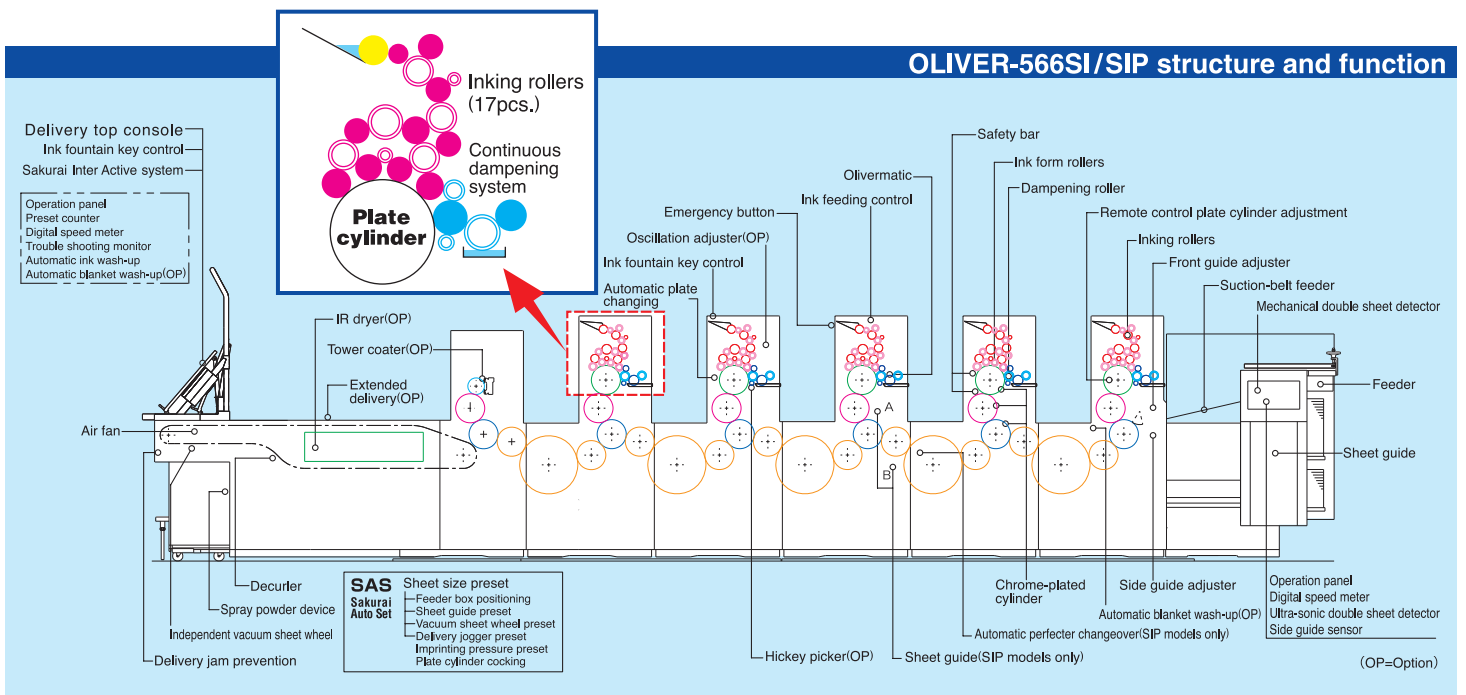 OLIVER-566SI/SIP structure and function
Inking rollers
(17pcs.)
Continuous
dampening
system
Plate
cylinder
Delivery top console
Ink fountain key control
Sakurai Inter Active system
Operation panel
Preset counter
Digital speed meter
Trouble shooting monitor
Automatic ink wash-up
Automatic blanket wash-up(OP)
IR dryer(OP)
Tower coater(OP)
Extended
delivery(OP)
Air fan
Safety bar
Ink form rollers
Dampening roller
Olivermatic
Ink feeding control
Emergency button
Oscillation adjuster(OP)
Ink fountain key control
Automatic plate
changing
Remote control plate cylinder adjustment
Inking rollers
Front guide adjuster
Suction-belt feeder
Mechanical double sheet detector
Feeder
Sheet guide
A
B
Decurler
Spray powder device
Independent vacuum sheet wheel
Delivery jam prevention
SAS
Sakurai
Auto Set
Sheet size preset
Feeder box positioning
Sheet guide preset
Vacuum sheet wheel preset
Delivery jogger preset
Imprinting pressure preset
Plate cylinder cocking
Hickey picker(OP)
Sheet guide(SIP models only)
Automatic perfecter changeover(SIP models only)
Chrome-plated
cylinder
Automatic blanket wash-up(OP)
Side guide adjuster
Operation panel
Digital speed meter
Ultra-sonic double sheet detector
Side guide sensor
(OP=Option)